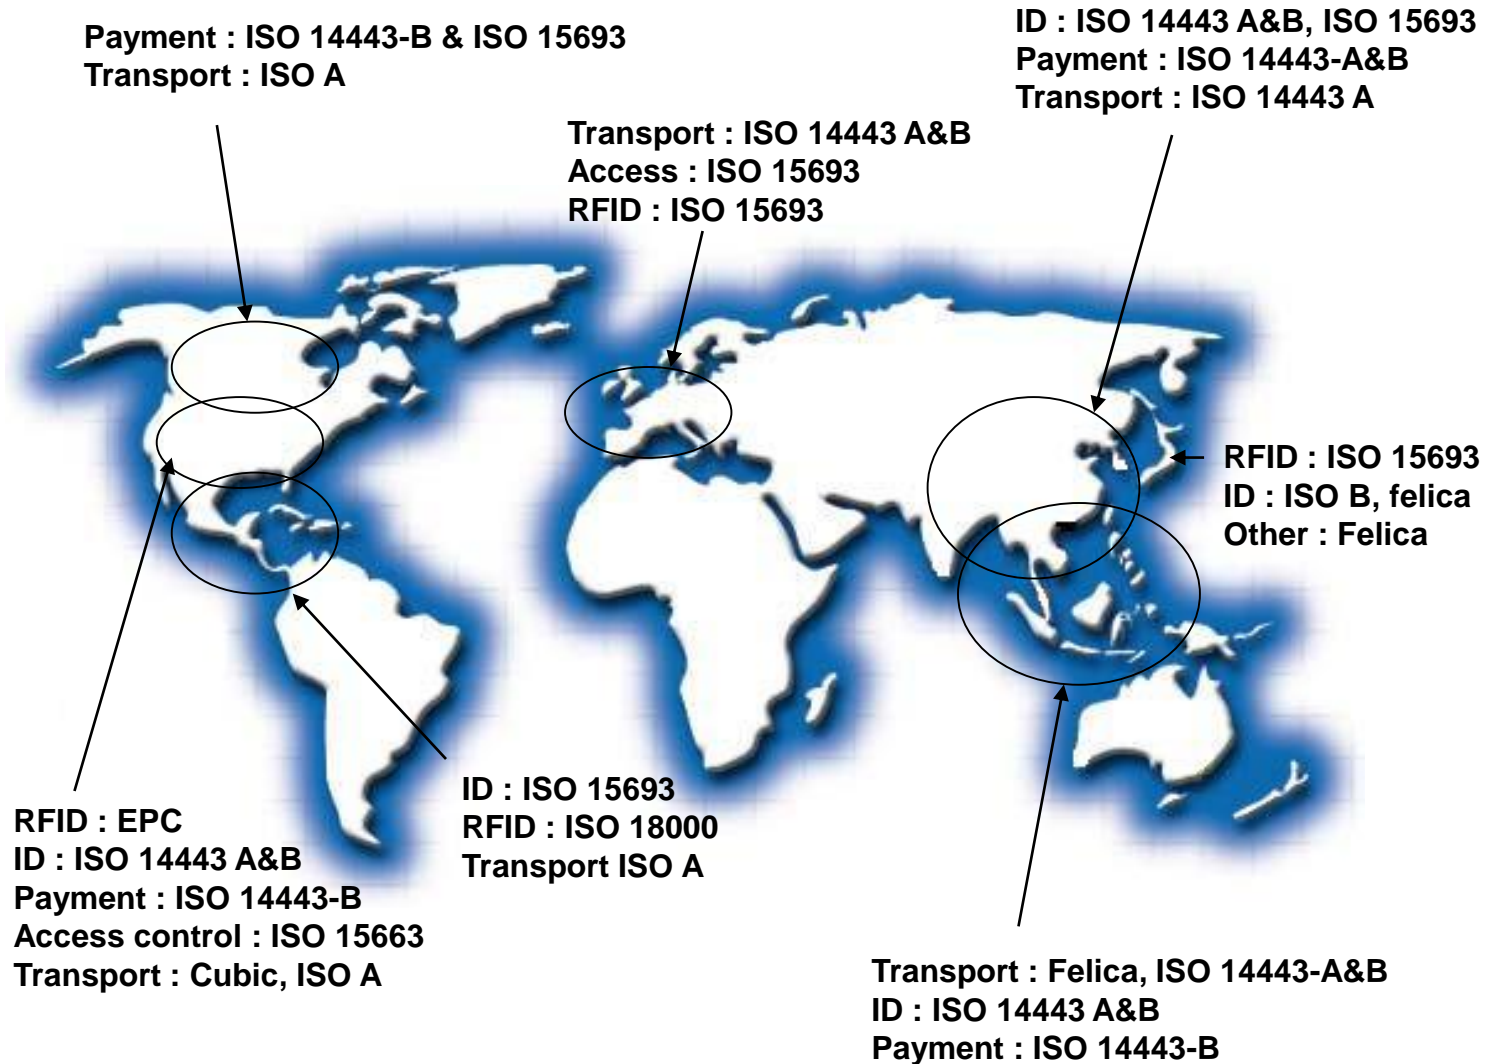 Payment : ISO 14443-B & ISO 15693
Transport : ISO A
ID : ISO 14443 A&B, ISO 15693
Payment : ISO 14443-A&B
Transport : ISO 14443 A
Transport : ISO 14443 A&B
Access : ISO 15693
RFID : ISO 15693
RFID : ISO 15693
ID : ISO B, felica
Other : Felica
ID : ISO 15693
RFID : ISO 18000
Transport ISO A
RFID : EPC
ID : ISO 14443 A&B
Payment : ISO 14443-B
Access control : ISO 15663
Transport : Cubic, ISO A
Transport : Felica, ISO 14443-A&B
ID : ISO 14443 A&B
Payment : ISO 14443-B